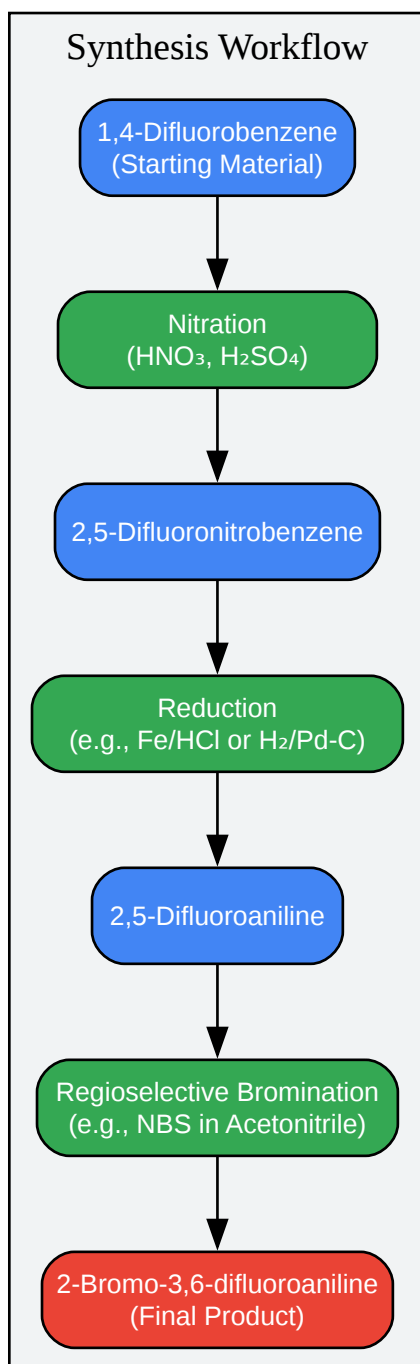 Synthesis Workflow
1,4-Difluorobenzene
(Starting Material)
Nitration
(HNO₃, H₂SO₄)
2,5-Difluoronitrobenzene
Reduction
(e.g., Fe/HCl or H₂/Pd-C)
2,5-Difluoroaniline
Regioselective Bromination
(e.g., NBS in Acetonitrile)
2-Bromo-3,6-difluoroaniline
(Final Product)